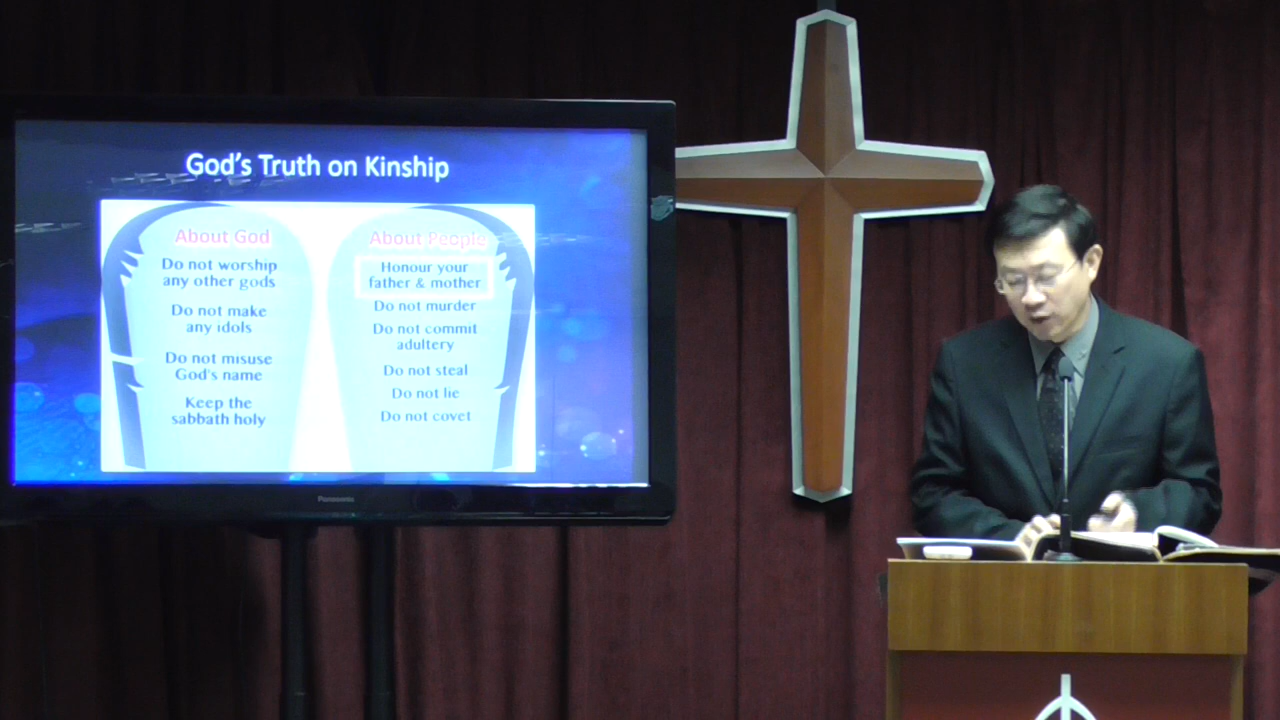 God's Truth on Kinship
About God
Do not worship
any other gods
Do not make
any idols
Do not misuse
God's name
Keep the
sabbath holy
About People
Honour your
father & mother
Do not murder
Do not commit
adultery
Do not steal
Do not lie
Do not covet
Panasonic